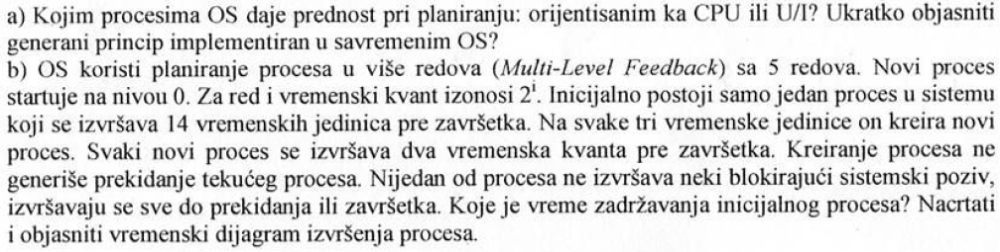 a) Kojim procesima OS daje prednost pri planiranju: orijentisanim ka CPU ili U/I? Ukratko objasniti
generani princip implementiran u savremenim OS?
b) OS koristi planiranje procesa u više redova (Multi-Level Feedback) sa 5 redova. Novi proces
startuje na nivou 0. Za red i vremenski kvant izonosi 2ⁱ. Inicijalno postoji samo jedan proces u sistemu
koji se izvršava 14 vremenskih jedinica pre završetka. Na svake tri vremenske jedinice on kreira novi
proces. Svaki novi proces se izvršava dva vremenska kvanta pre završetka. Kreiranje procesa ne
generiše prekidanje tekućeg procesa. Nijedan od procesa ne izvršava neki blokirajući sistemski poziv,
izvršavaju se sve do prekidanja ili završetka. Koje je vreme zadržavanja inicijalnog procesa? Nacrtati
i objasniti vremenski dijagram izvršenja procesa.